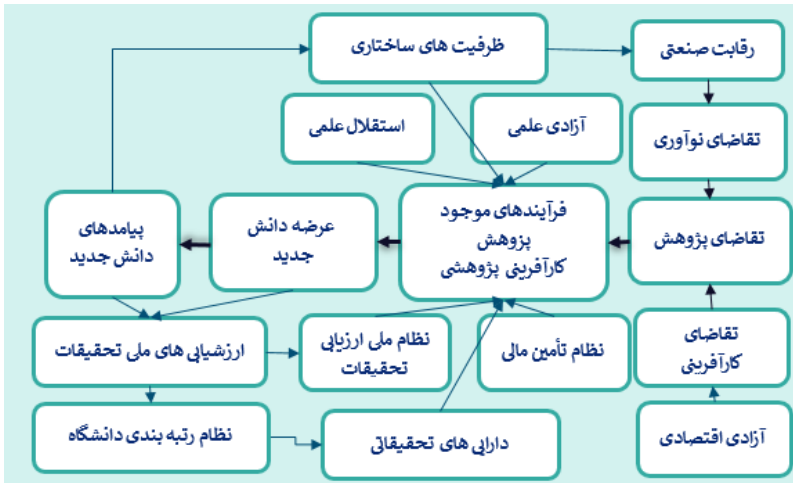 ظرفیت های ساختاری
رقابت صنعتی
استقلال علمی
آزادی علمی
تقاضای نوآوری
پیامدهای
دانش جدید
عرضه دانش
جدید
فرآیندهای موجود
پزوهش
کارآفرینی پژوهشی
تقاضای پژوهش
ارزشیابی های ملی تحقیقات
نظام ملی ارزیابی
تحقیقات
نظام تأمین مالی
تقاضای
کارآفرینی
نظام رتبه بندی دانشگاه
دارایی های تحقیقاتی
آزادی اقتصادی